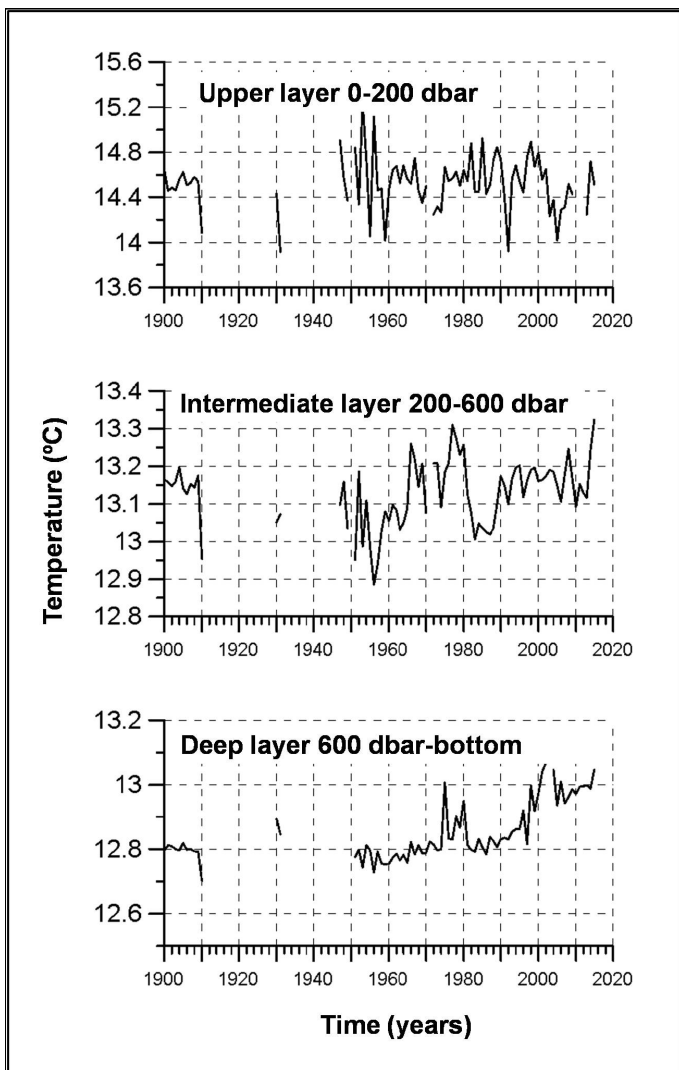 15.6
Upper layer 0-200 dbar
15.2
14.8
14.4
14
13.6
1900 1920 1940 1960 1980 2000 2020
13.4
Intermediate layer 200-600 dbar
13.3
13.2
13.1
13
12.9
12.8
1900 1920 1940 1960 1980 2000 2020
Temperature (ºC)
13.2
Deep layer 600 dbar-bottom
13
12.8
12.6
1900 1920 1940 1960 1980 2000 2020
Time (years)